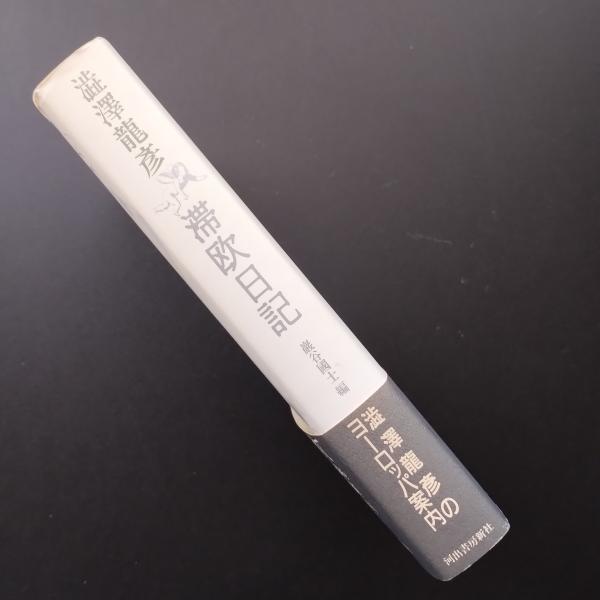 澁澤龍彦
滞欧日記
巖谷國士 編
澁澤龍彦の
ヨーロッパ案内
河出書房新社